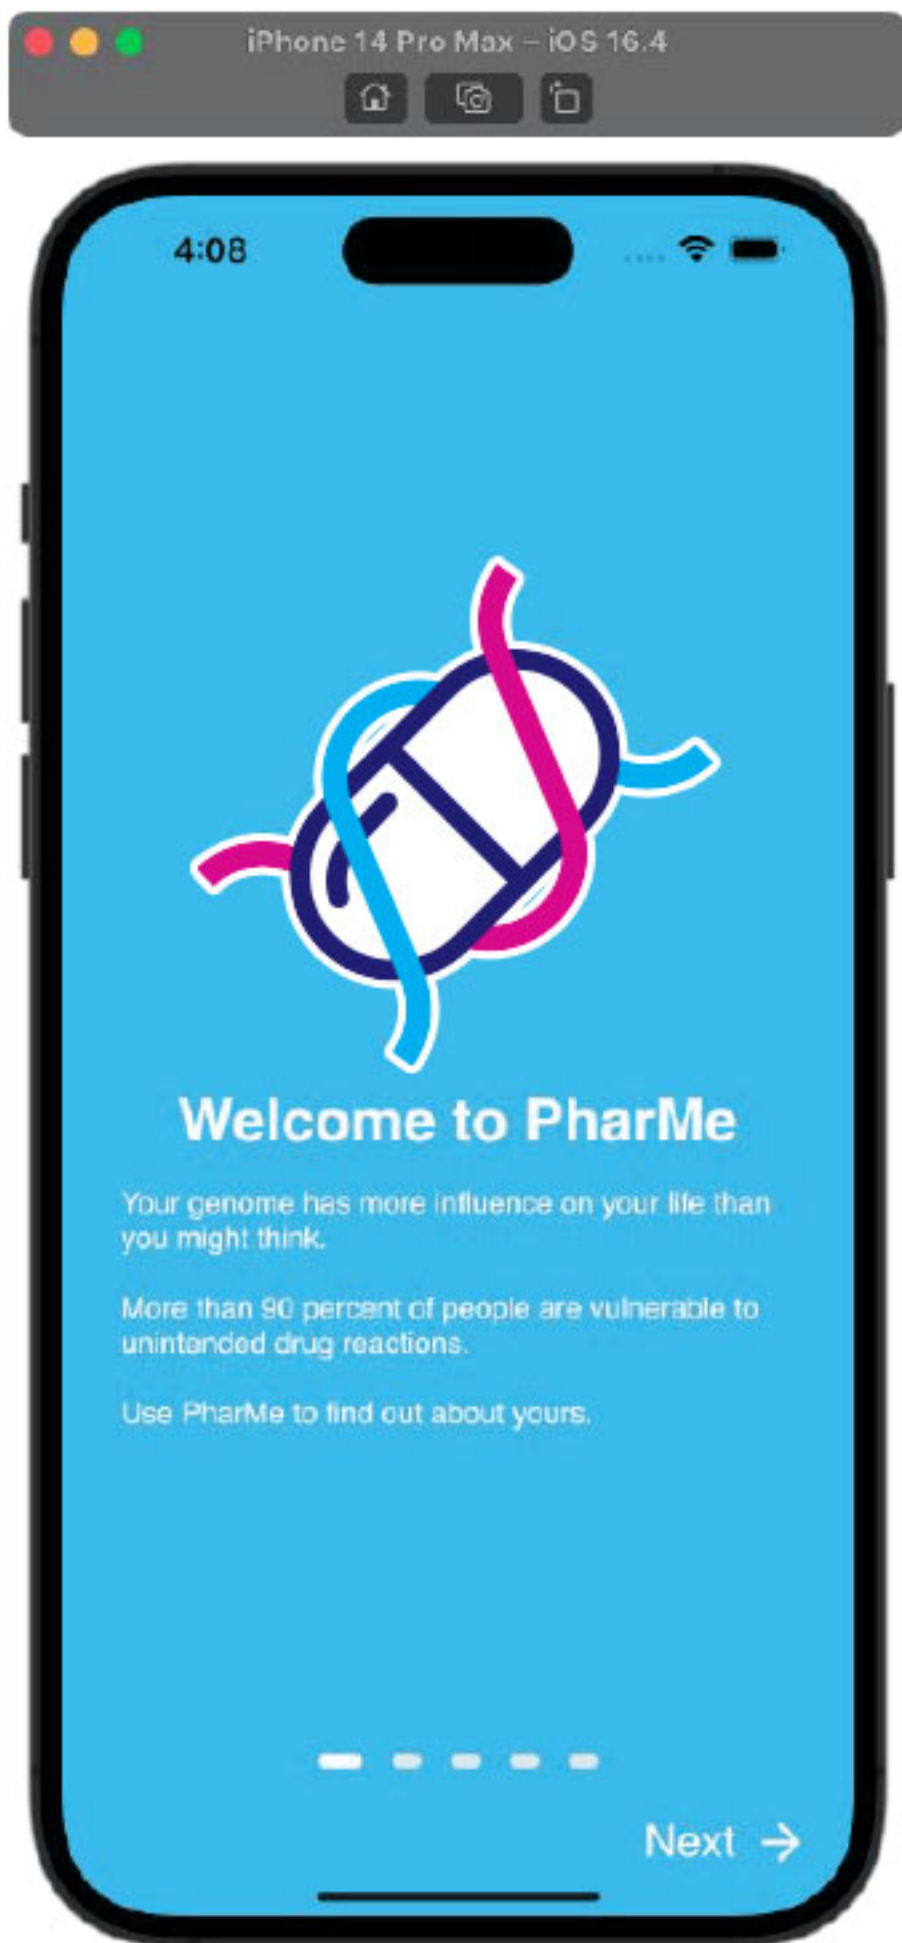 iPhone 14 Pro Max – iOS 16.4
4:08
Welcome to PharMe
Your genome has more influence on your life than
you might think.
More than 90 percent of people are vulnerable to
unintended drug reactions.
Use PharMe to find out about yours.
Next